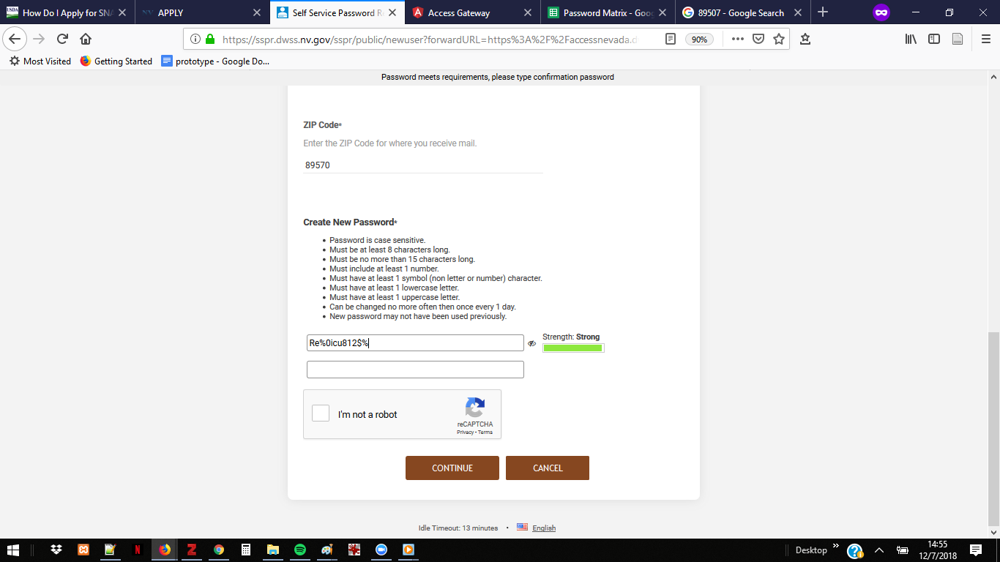 How Do I Apply for SNA
NV APPLY
Self Service Password Re
Access Gateway
Password Matrix - Goog
89507 - Google Search
https://sspr.dwss.nv.gov/sspr/public/newuser?forwardURL=https%3A%2F%2Faccessnevada.d
90%
Most Visited
Getting Started
prototype - Google Do...
Password meets requirements, please type confirmation password
ZIP Code*
Enter the ZIP Code for where you receive mail.
89570
Create New Password*
• Password is case sensitive.
• Must be at least 8 characters long.
• Must be no more than 15 characters long.
• Must include at least 1 number.
• Must have at least 1 symbol (non letter or number) character.
• Must have at least 1 lowercase letter.
• Must have at least 1 uppercase letter.
• Can be changed no more often then once every 1 day.
• New password may not have been used previously.
Re%0icu812$%
Strength: Strong
I'm not a robot
reCAPTCHA
Privacy - Terms
CONTINUE
CANCEL
Idle Timeout: 13 minutes • English
Desktop
14:55
12/7/2018